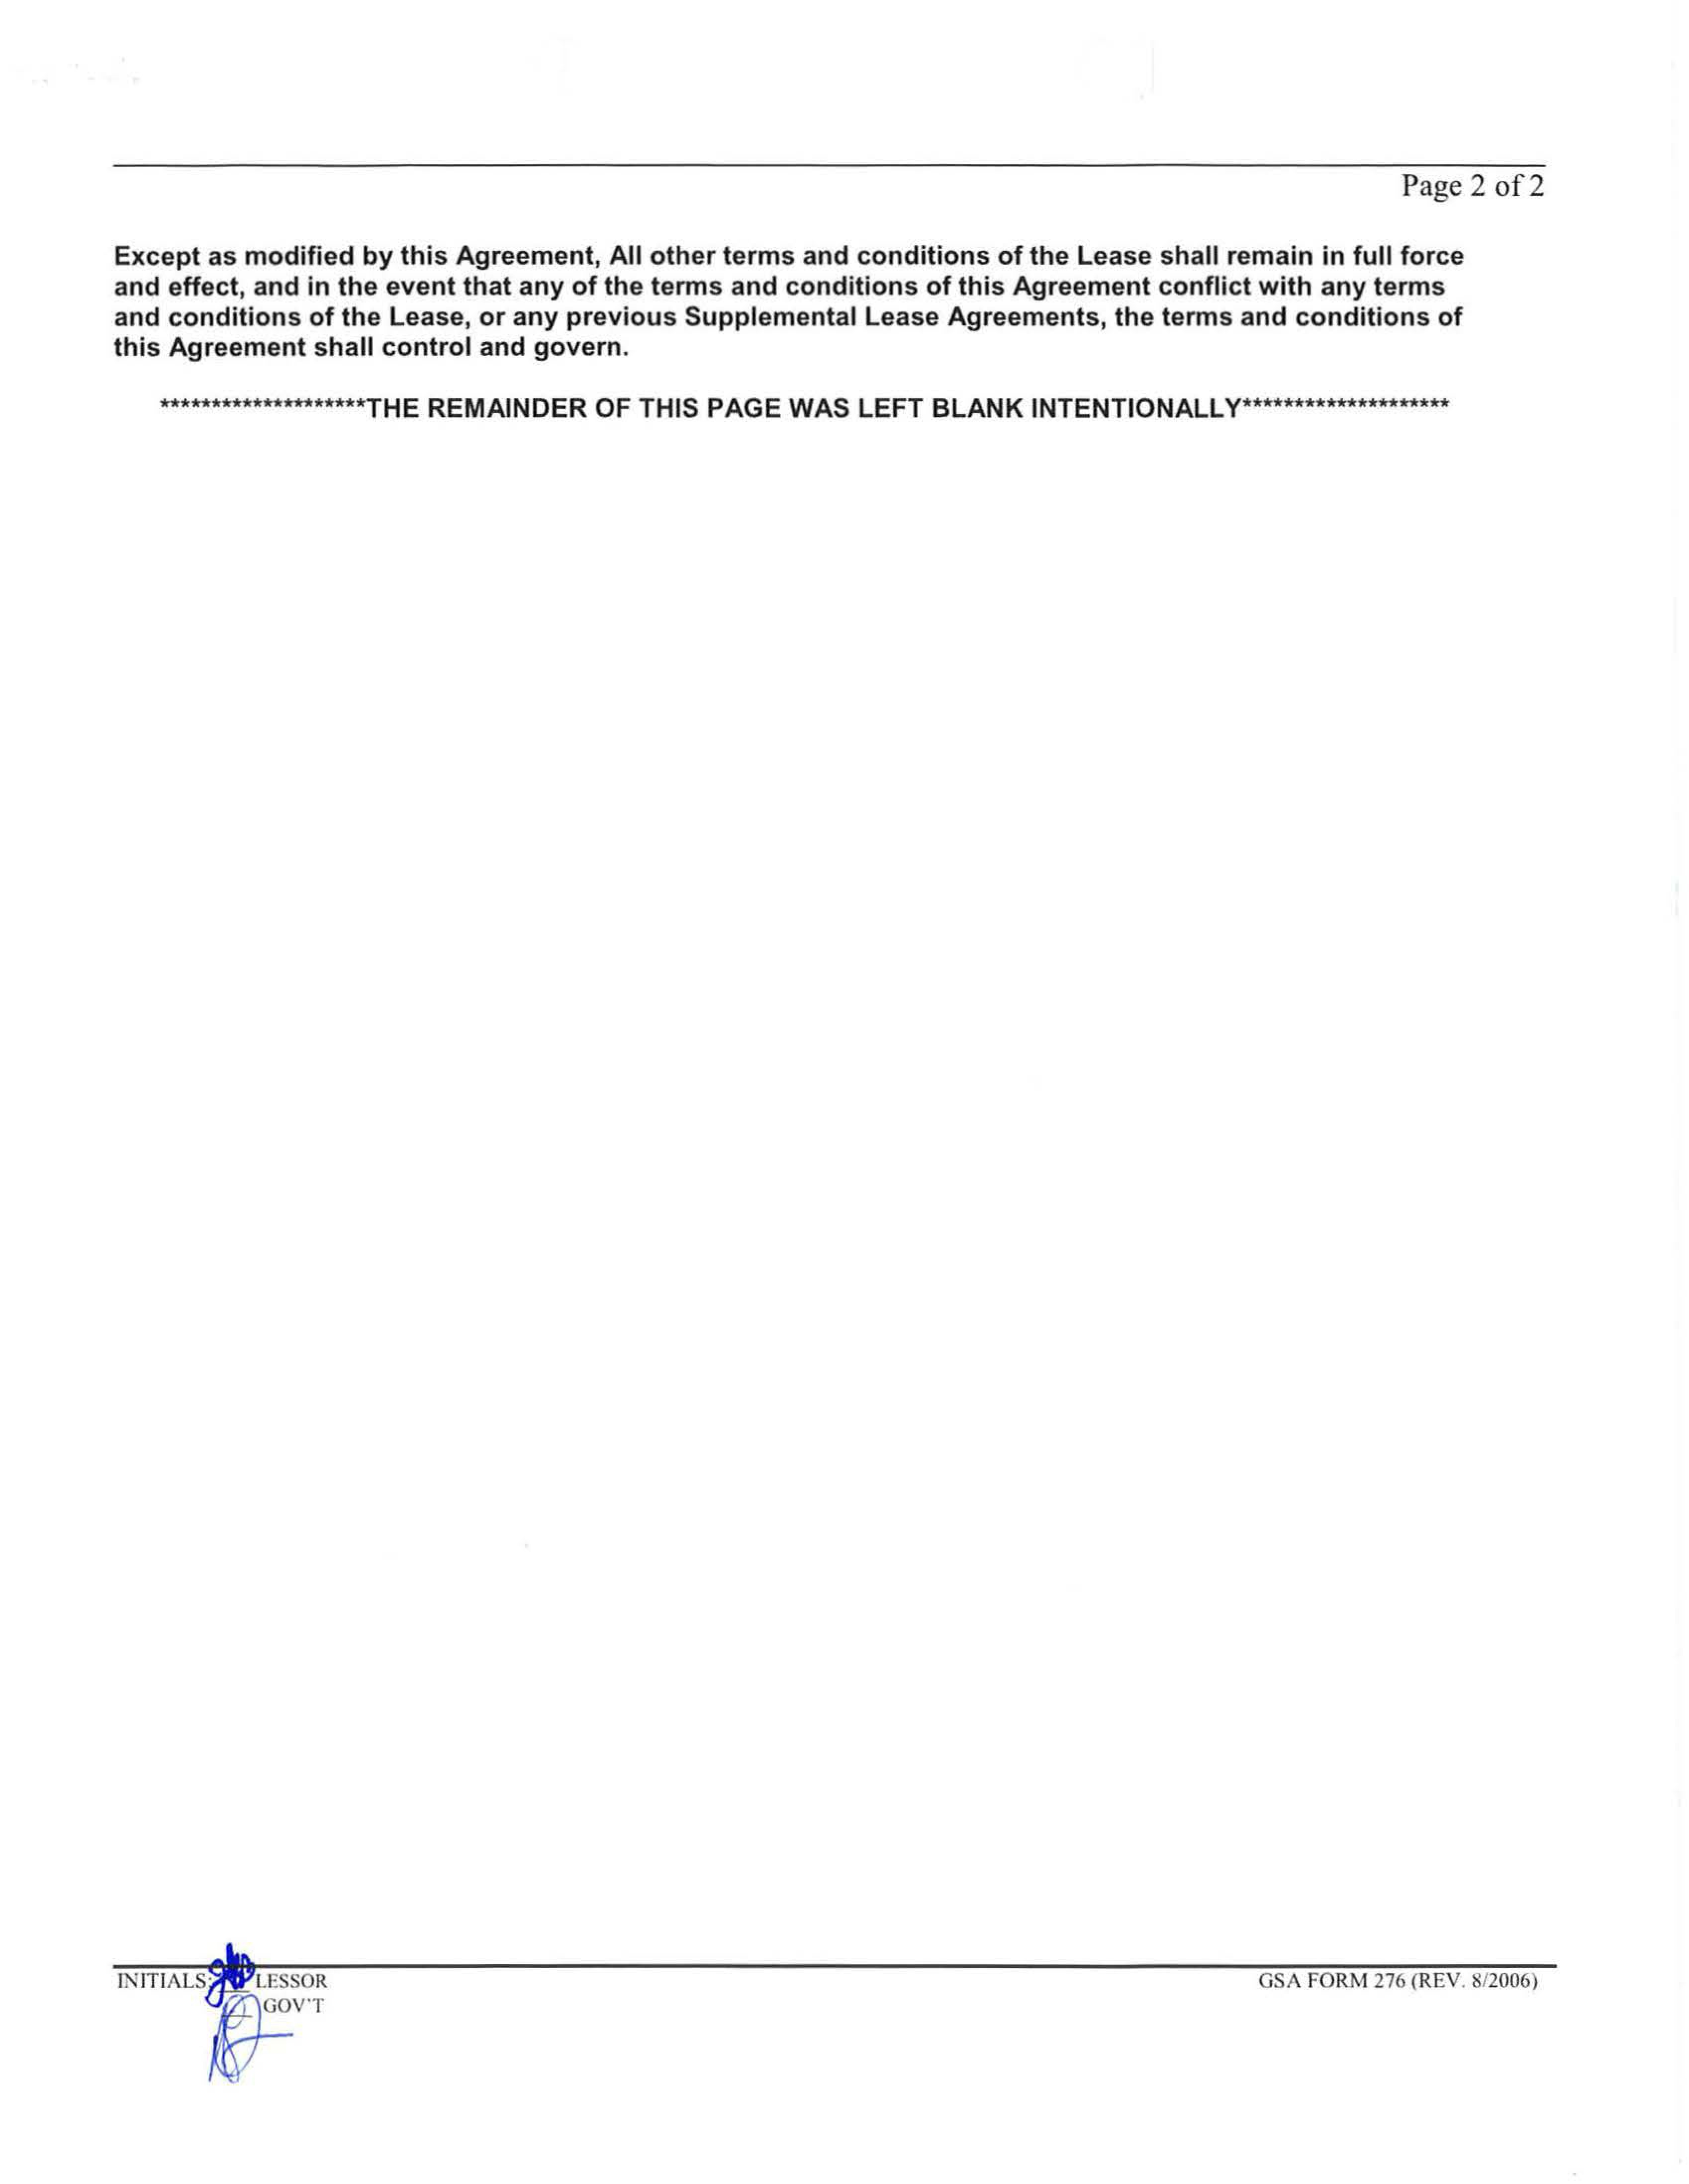 Page 2 of 2
Except as modified by this Agreement, All other terms and conditions of the Lease shall remain in full force
and effect, and in the event that any of the terms and conditions of this Agreement conflict with any terms
and conditions of the Lease, or any previous Supplemental Lease Agreements, the terms and conditions of
this Agreement shall control and govern.
********************THE REMAINDER OF THIS PAGE WAS LEFT BLANK INTENTIONALLY********************
INITIALS: LESSOR
GOV'T
GSA FORM 276 (REV. 8/2006)